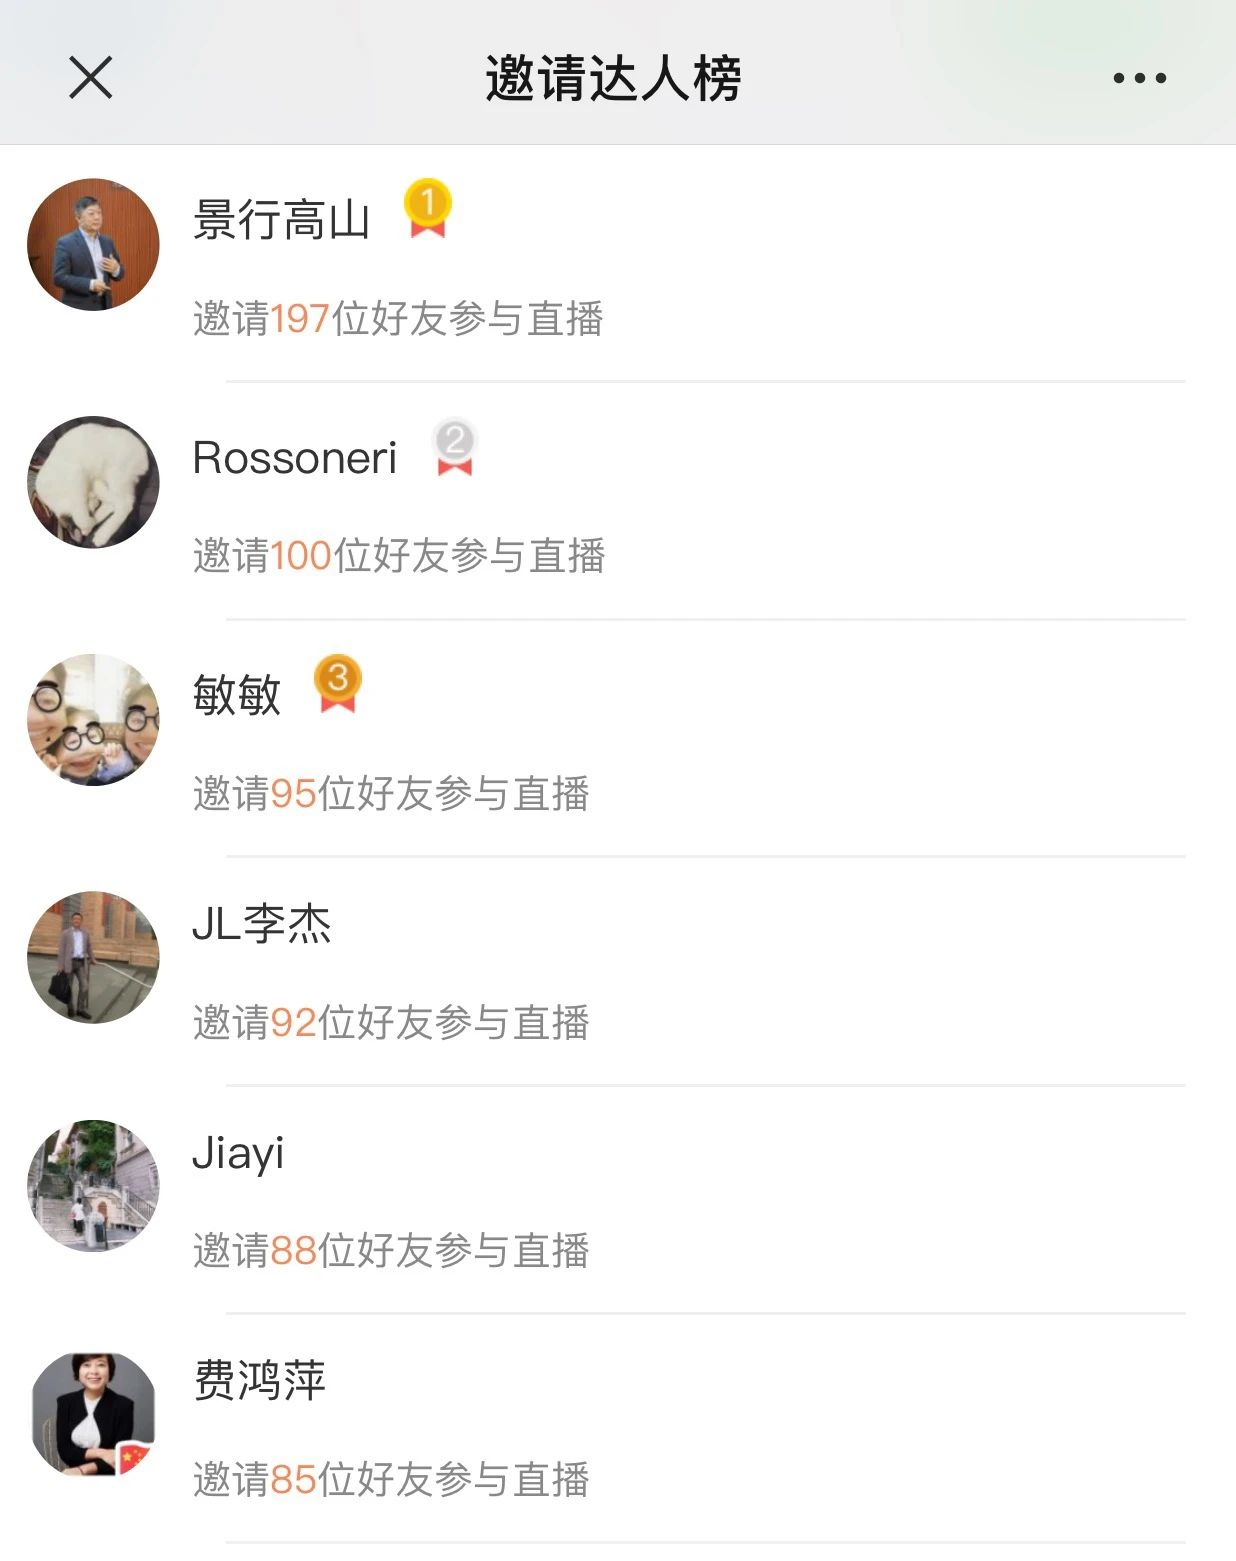 邀请达人榜
景行高山 1
邀请197位好友参与直播
Rossoneri 2
邀请100位好友参与直播
敏敏 3
邀请95位好友参与直播
JL李杰
邀请92位好友参与直播
Jiayi
邀请88位好友参与直播
费鸿萍
邀请85位好友参与直播